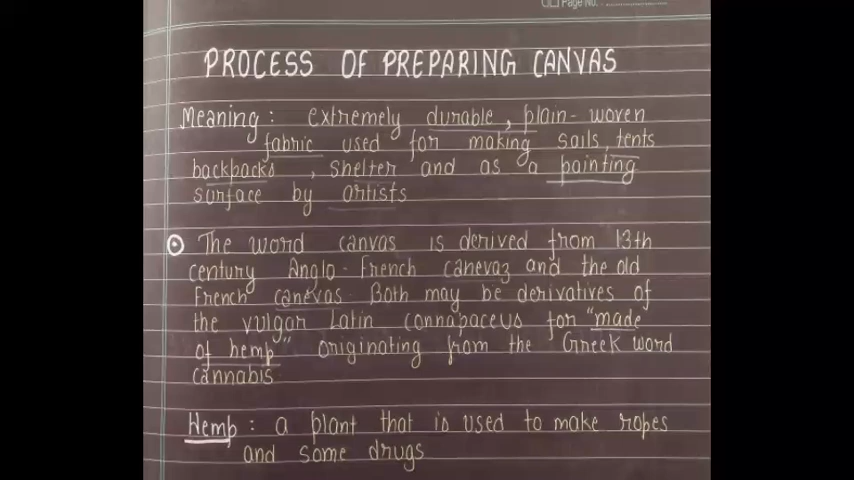 Page No.
PROCESS OF PREPARING CANVAS
Meaning : extremely durable, plain-woven
fabric used for making sails, tents
backpacks, shelter and as a painting
surface by artists
The word canvas is derived from 13th
century Anglo-French canevaz and the old
French canevas Both may be derivatives of
the vulgar Latin cannapaceus for "made
of hemp" originating from the Greek word
cannabis
Hemp : a plant that is used to make ropes
and some drugs